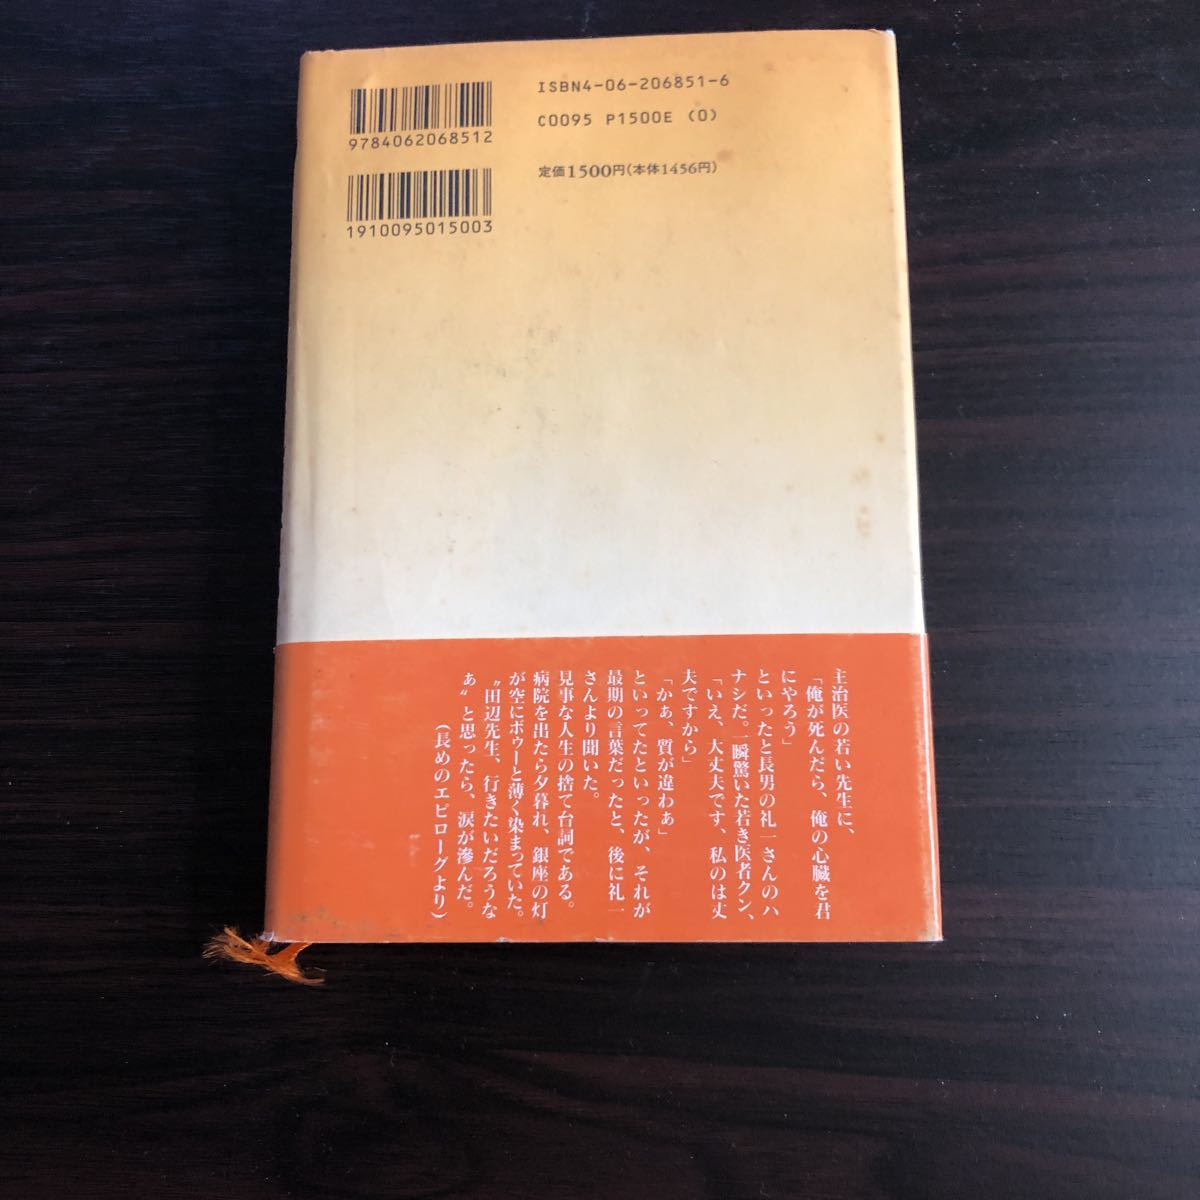 ISBN4-06-206851-6
9784062068512
C0095 P1500E (0)
定価1500円(本体1456円)
1910095015003
主治医の若い先生に、
「俺が死んだら、俺の心臓を君
にやろう」
といったと長男の礼一さんのハ
ナシだ。一瞬驚いた若き医者クン、
「いえ、大丈夫です、私のは丈
夫ですから」
「かぁ、質が違わぁ」
といってたといったが、それが
最期の言葉だったと、後に礼一
さんより聞いた。
見事な人生の捨て台詞である。
病院を出たら夕暮れ、銀座の灯
が空にボゥーと薄く染まっていた。
〝田辺先生、行きたいだろうな
ぁ〟と思ったら、涙が滲んだ。
(長めのエピローグより)